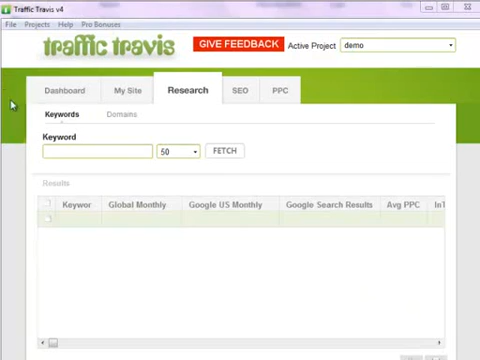 Traffic Travis v4
File Projects Help Pro Bonuses
traffic travis GIVE FEEDBACK Active Project demo
Dashboard My Site Research SEO PPC
Keywords Domains
Keyword
50 FETCH
Results
Keywor Global Monthly Google US Monthly Google Search Results Avg PPC InT